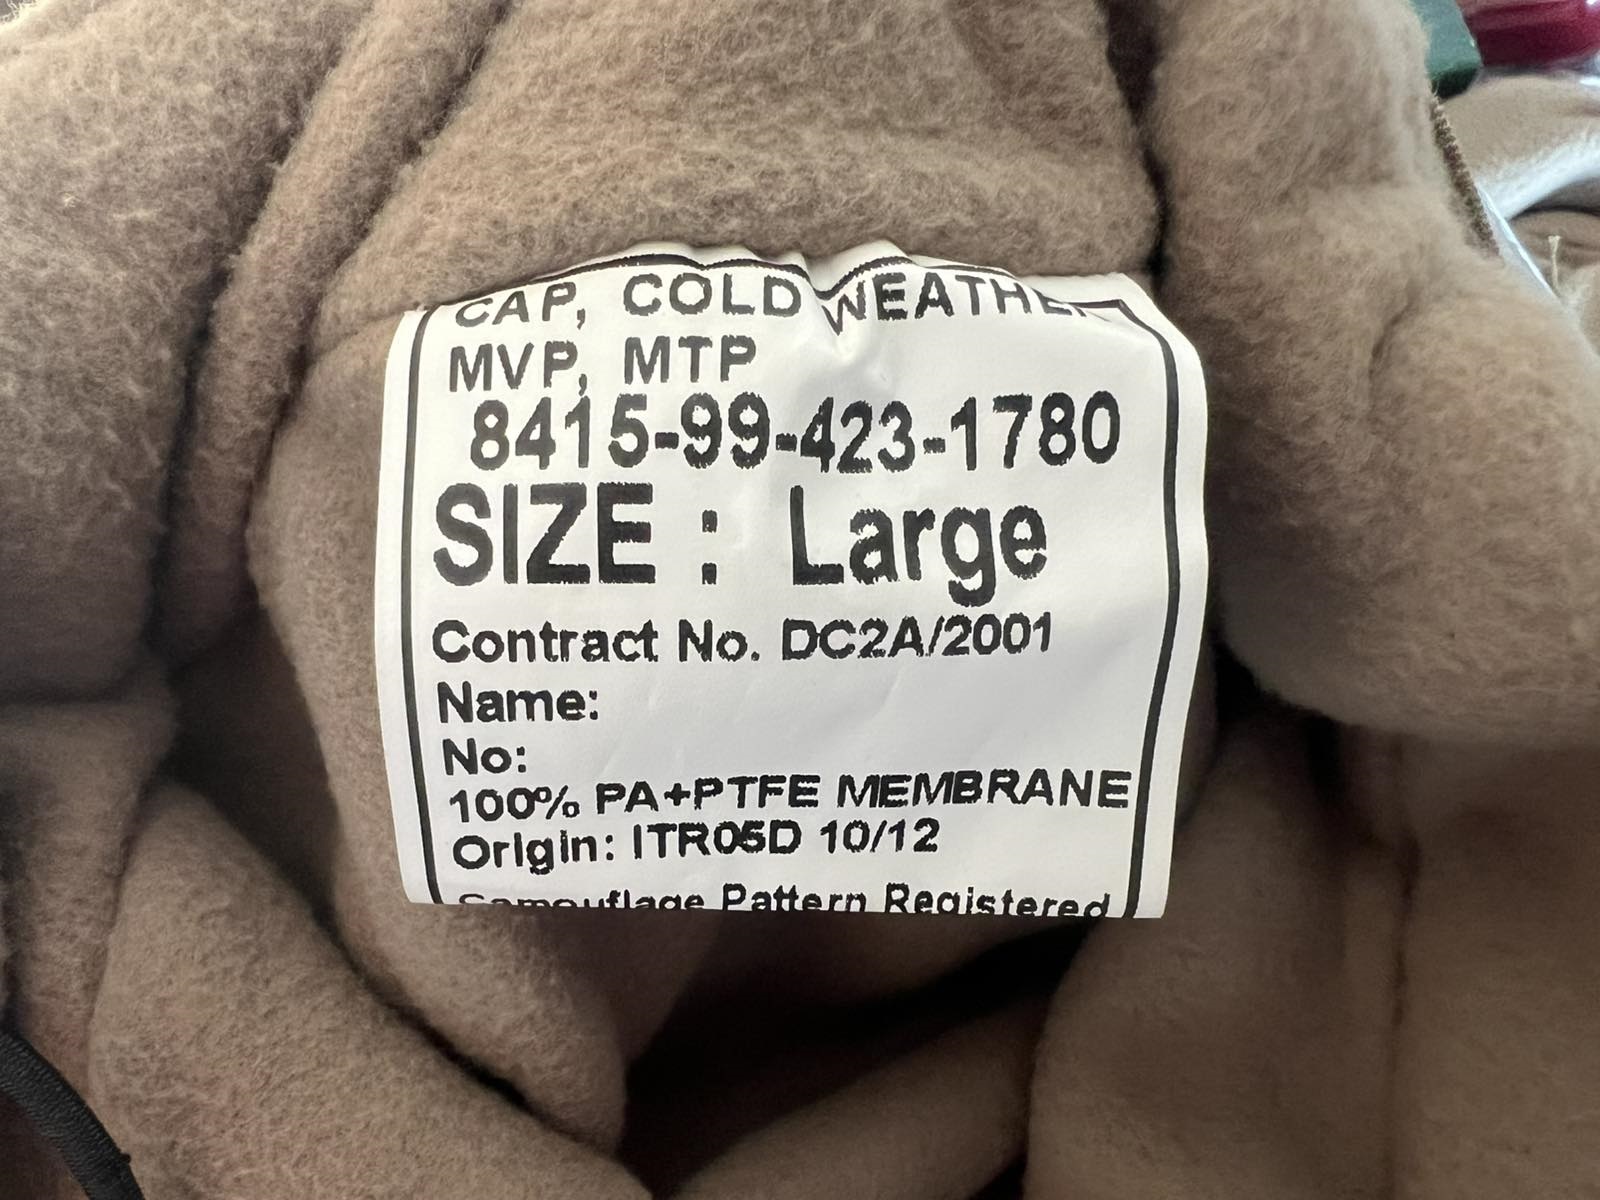 CAP, COLD WEATHER
MVP, MTP
8415-99-423-1780
SIZE : Large
Contract No. DC2A/2001
Name:
No:
100% PA+PTFE MEMBRANE
Origin: ITR05D 10/12
Camouflage Pattern Registered